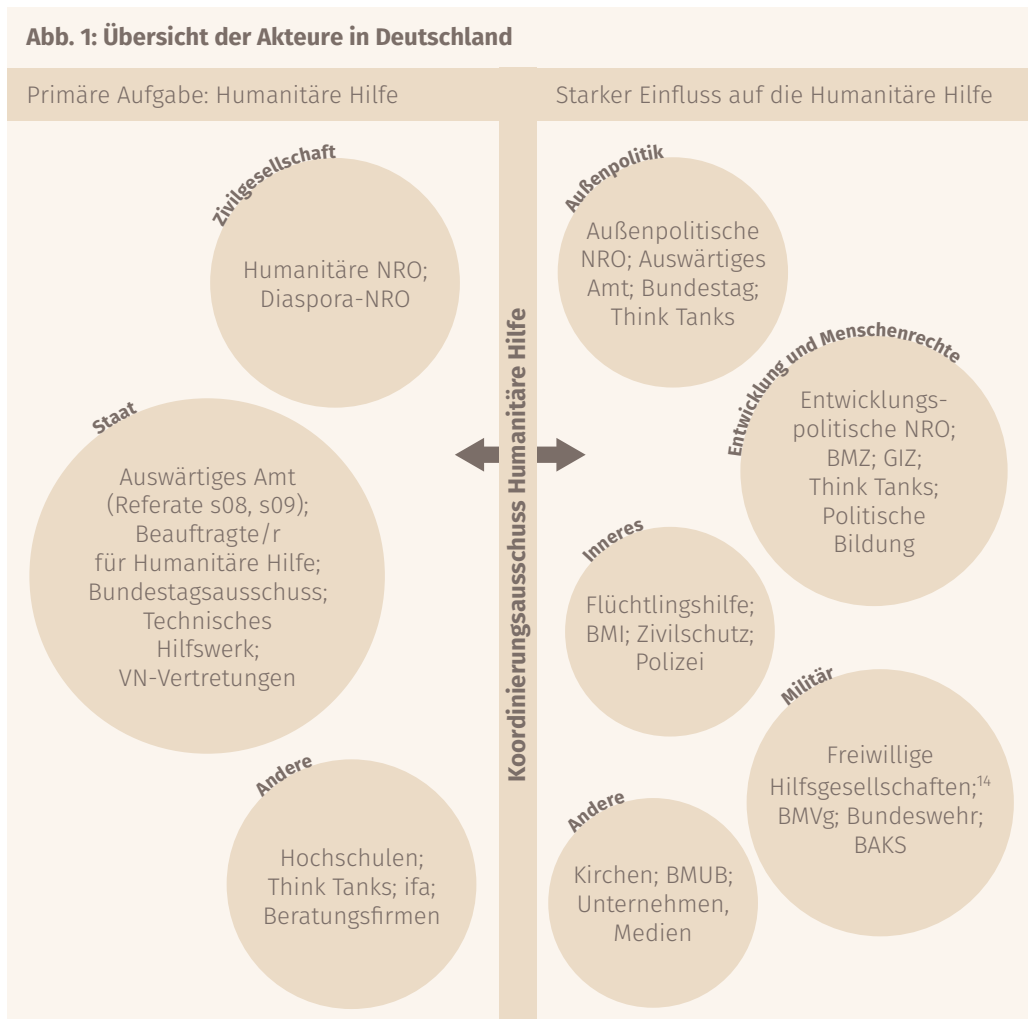 Abb. 1: Übersicht der Akteure in Deutschland
Primäre Aufgabe: Humanitäre Hilfe
Zivilgesellschaft
Humanitäre NRO;
Diaspora-NRO
Staat
Auswärtiges Amt
(Referate s08, s09);
Beauftragte/r
für Humanitäre Hilfe;
Bundestagsausschuss;
Technisches
Hilfswerk;
VN-Vertretungen
Andere
Hochschulen;
Think Tanks; ifa;
Beratungsfirmen
Koordinierungsausschuss Humanitäre Hilfe
Starker Einfluss auf die Humanitäre Hilfe
Außenpolitik
Außenpolitische
NRO; Auswärtiges
Amt; Bundestag;
Think Tanks
Entwicklung und Menschenrechte
Entwicklungs-
politische NRO;
BMZ; GIZ;
Think Tanks;
Politische
Bildung
Inneres
Flüchtlingshilfe;
BMI; Zivilschutz;
Polizei
Militär
Freiwillige
Hilfsgesellschaften;¹⁴
BMVg; Bundeswehr;
BAKS
Andere
Kirchen; BMUB;
Unternehmen,
Medien